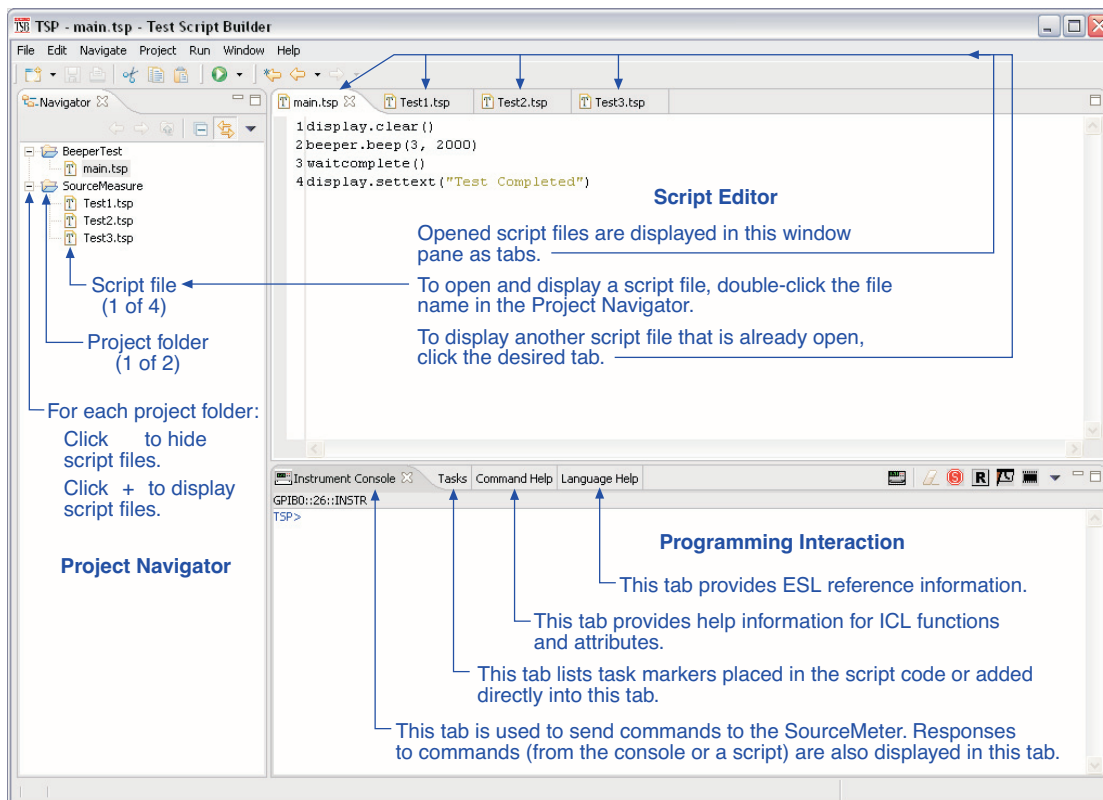 TSP - main.tsp - Test Script Builder
File Edit Navigate Project Run Window Help
Navigator
main.tsp
Test1.tsp
Test2.tsp
Test3.tsp
BeeperTest
main.tsp
SourceMeasure
Test1.tsp
Test2.tsp
Test3.tsp
Script file
(1 of 4)
Project folder
(1 of 2)
For each project folder:
Click to hide
script files.
Click + to display
script files.
Project Navigator
1 display.clear()
2 beeper.beep(3, 2000)
3 waitcomplete()
4 display.settext("Test Completed")
Script Editor
Opened script files are displayed in this window
pane as tabs.
To open and display a script file, double-click the file
name in the Project Navigator.
To display another script file that is already open,
click the desired tab.
Instrument Console Tasks Command Help Language Help
GPIB0::26::INSTR
TSP>
Programming Interaction
This tab provides ESL reference information.
This tab provides help information for ICL functions
and attributes.
This tab lists task markers placed in the script code or added
directly into this tab.
This tab is used to send commands to the SourceMeter. Responses
to commands (from the console or a script) are also displayed in this tab.